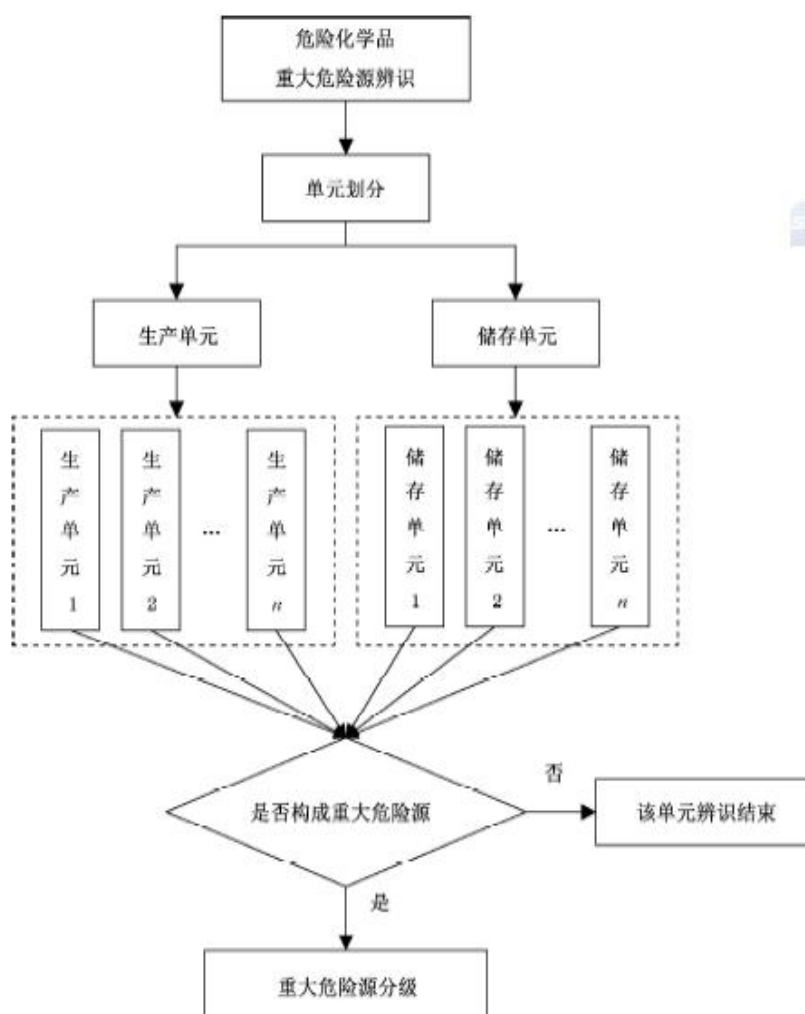 危险化学品
重大危险源辨识
单元划分
生产单元
储存单元
生产单元1
生产单元2
...
生产单元n
储存单元1
储存单元2
...
储存单元n
是否构成重大危险源
否
该单元辨识结束
是
重大危险源分级